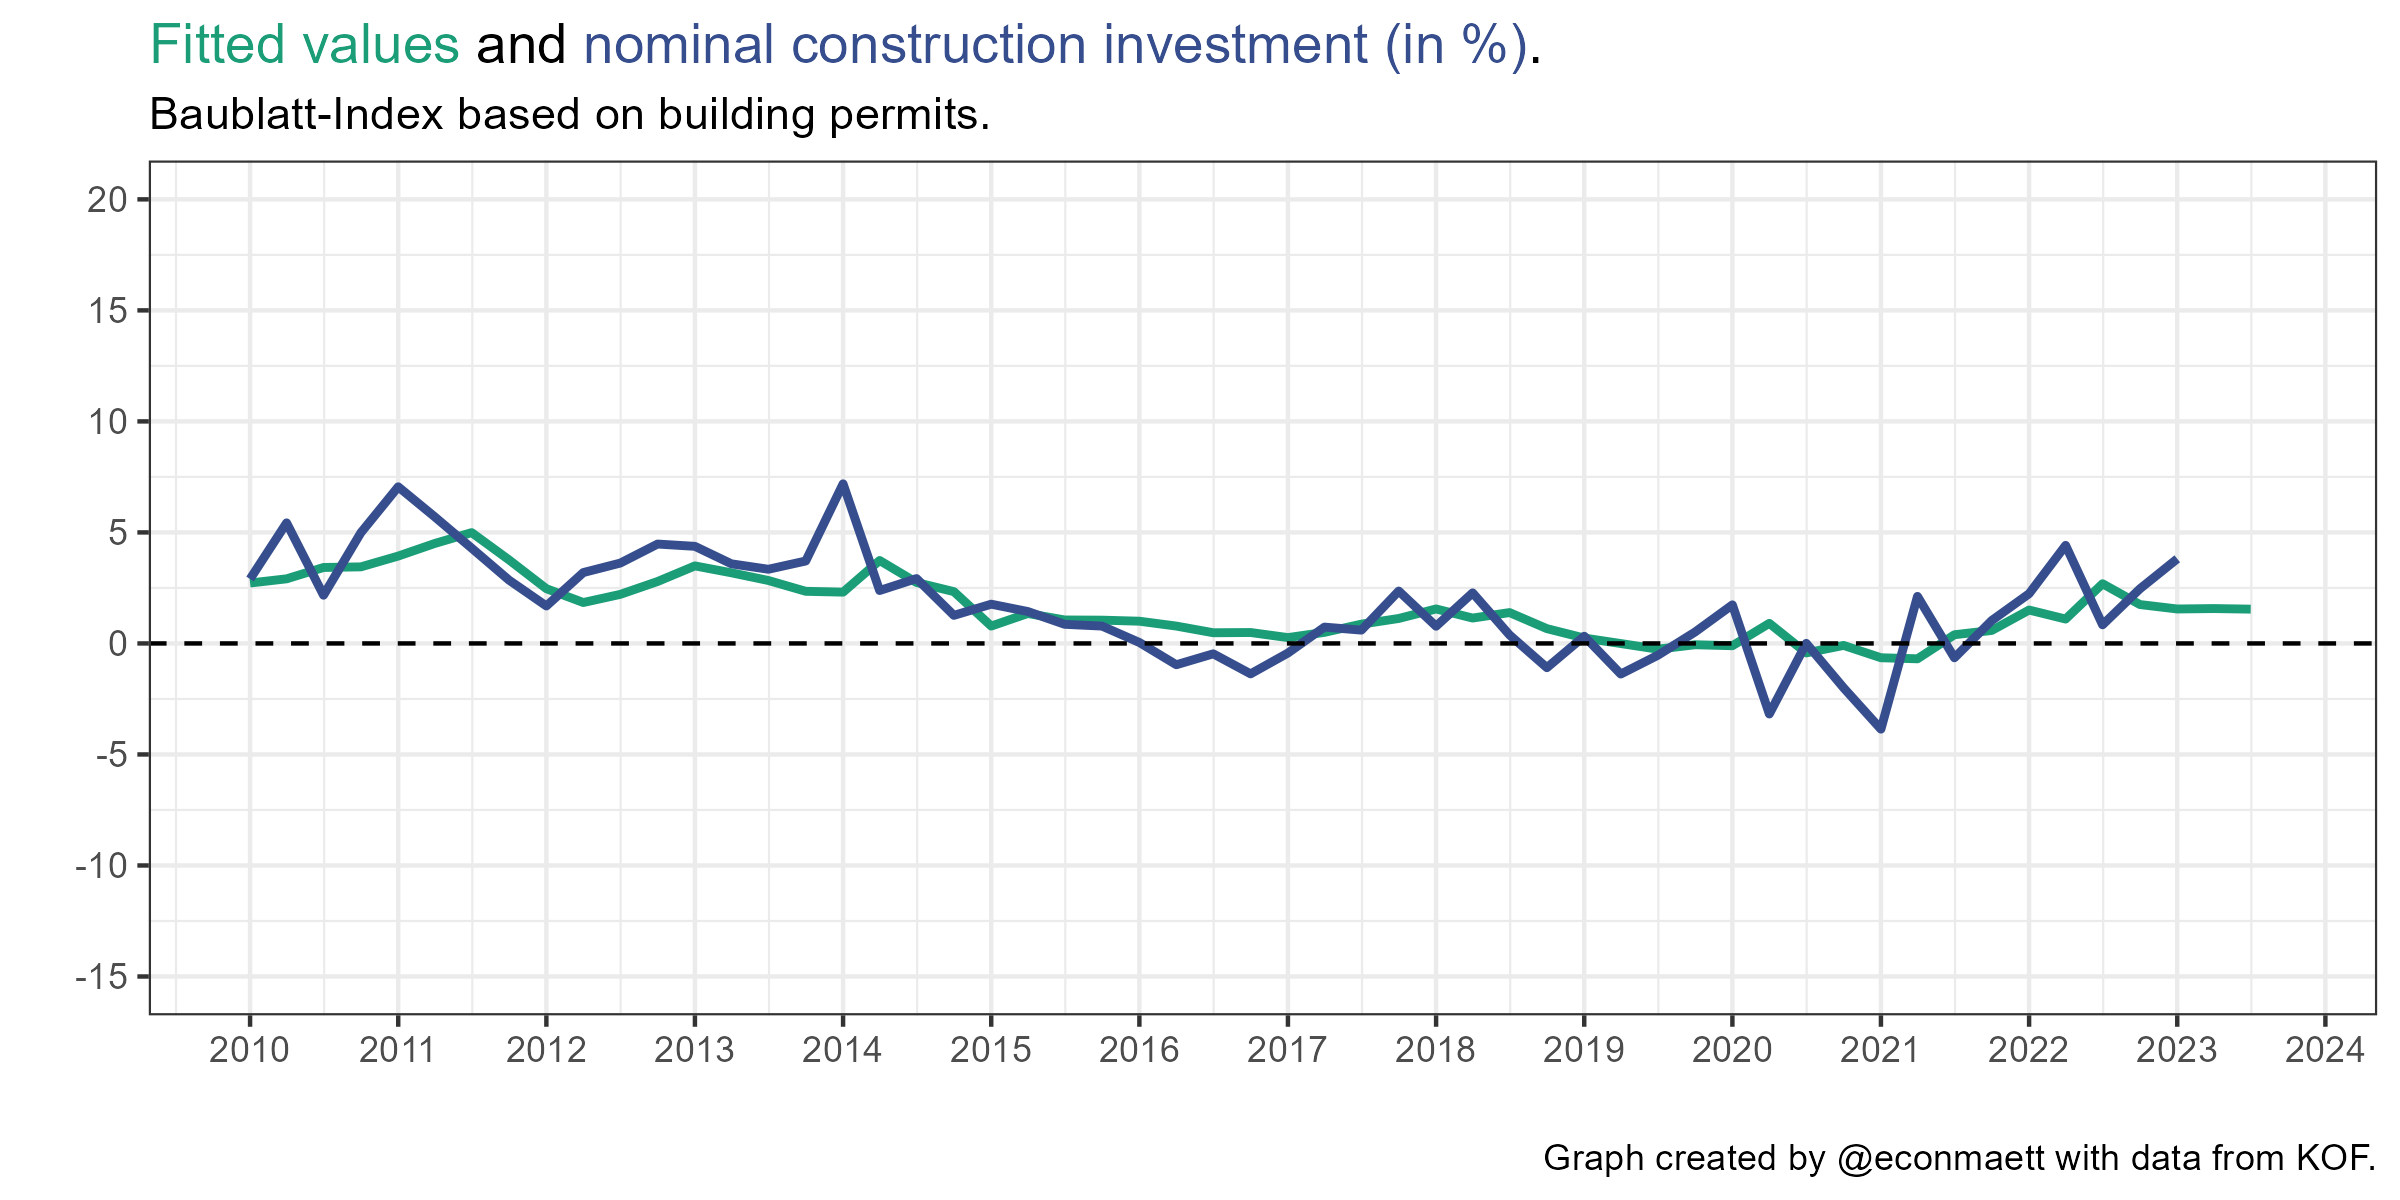 Fitted values and nominal construction investment (in %).
Baublatt-Index based on building permits.
20
15
10
5
0
-5
-10
-15
2010 2011 2012 2013 2014 2015 2016 2017 2018 2019 2020 2021 2022 2023 2024
Graph created by @econmaett with data from KOF.